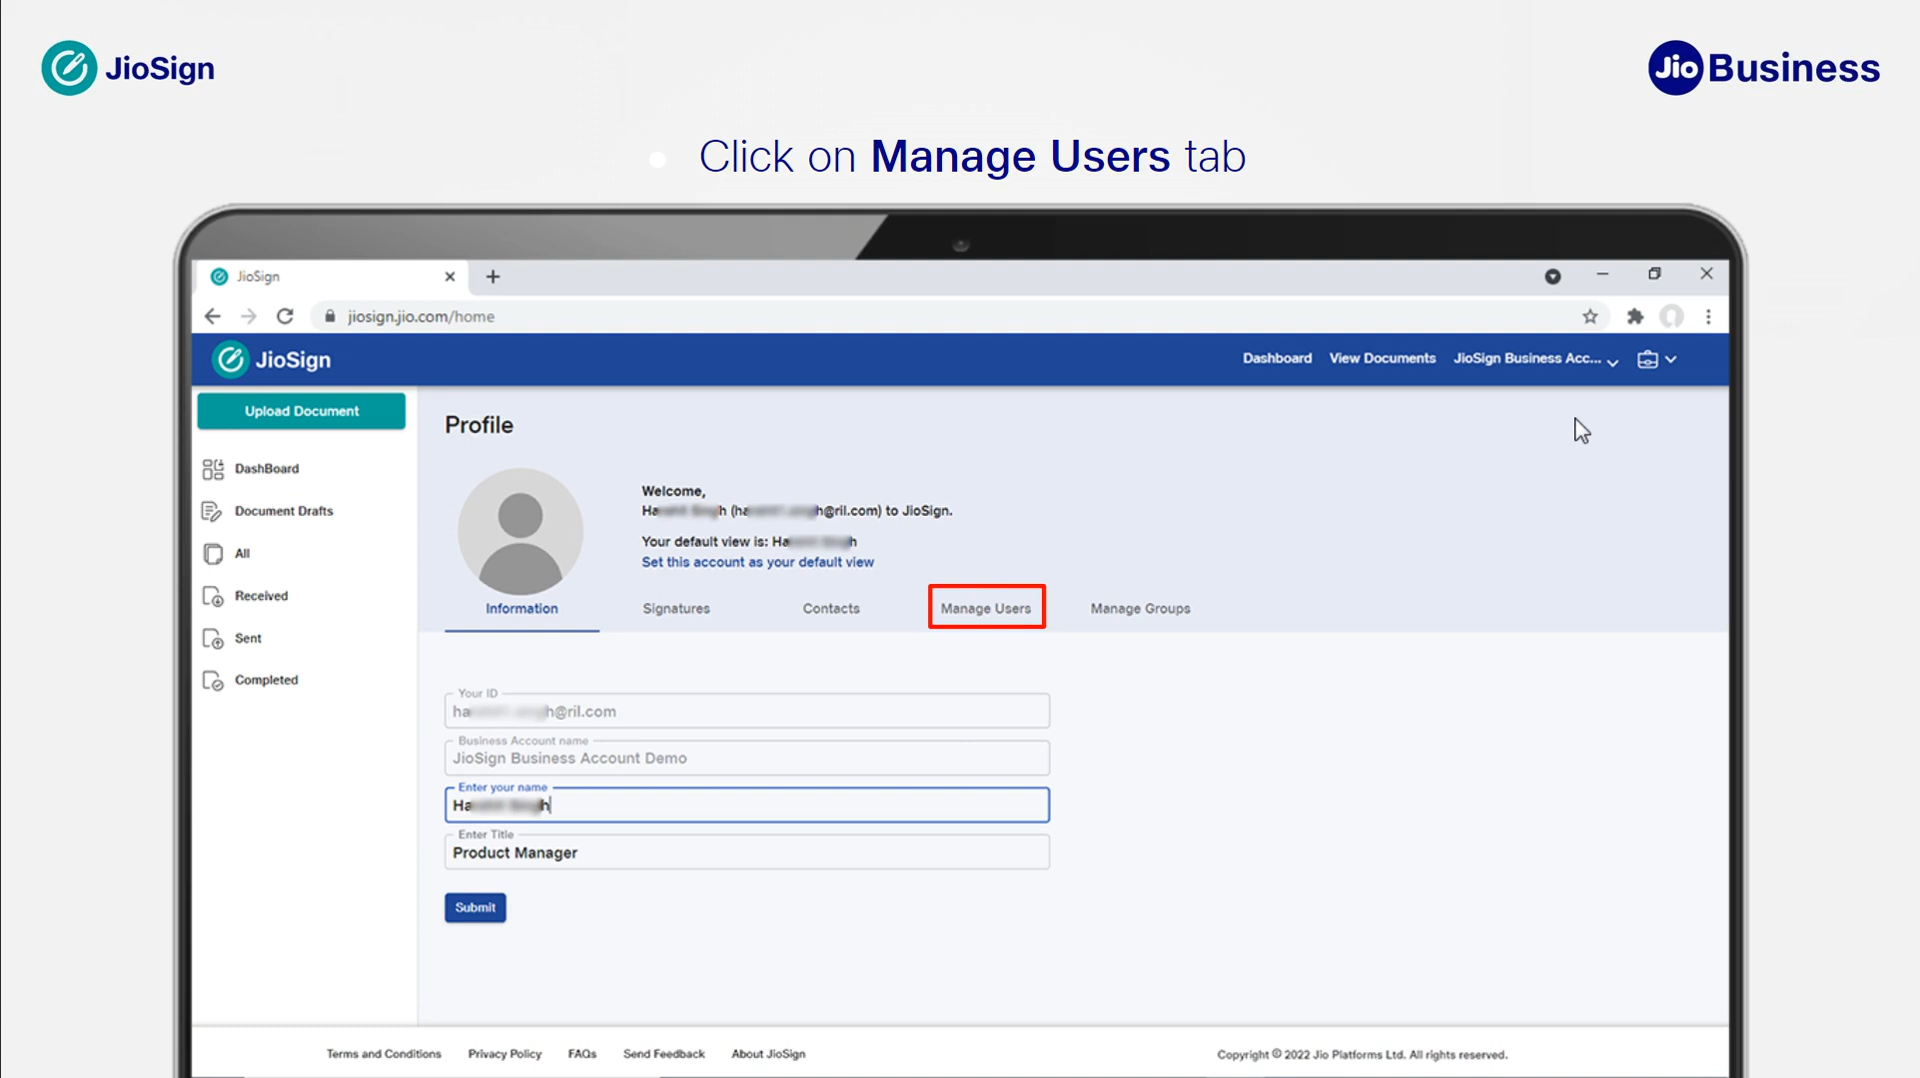 JioSign
Jio Business
Click on Manage Users tab
JioSign
jiosign.jio.com/home
JioSign
Dashboard View Documents JioSign Business Acc...
Upload Document
DashBoard
Document Drafts
All
Received
Sent
Completed
Profile
Welcome,
to JioSign.
Your default view is:
Set this account as your default view
Information Signatures Contacts Manage Users Manage Groups
Your ID
Business Account name
JioSign Business Account Demo
Enter your name
Enter Title
Product Manager
Submit
Terms and Conditions Privacy Policy FAQs Send Feedback About JioSign
Copyright © 2022 Jio Platforms Ltd. All rights reserved.